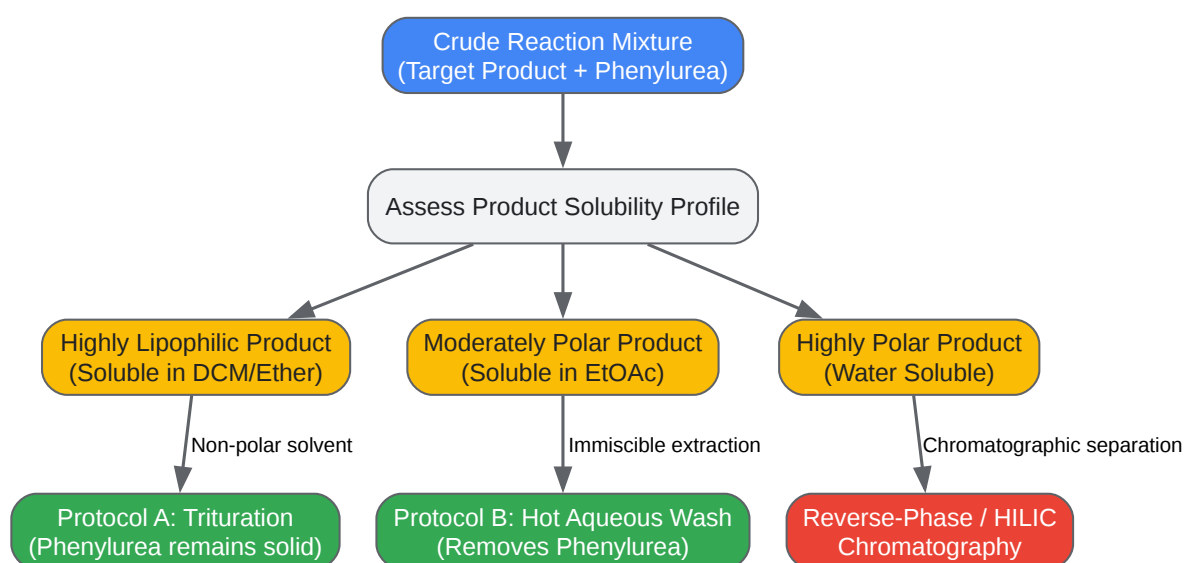 Crude Reaction Mixture
(Target Product + Phenylurea)
Assess Product Solubility Profile
Highly Lipophilic Product
(Soluble in DCM/Ether)
Moderately Polar Product
(Soluble in EtOAc)
Highly Polar Product
(Water Soluble)
Non-polar solvent
Immiscible extraction
Chromatographic separation
Protocol A: Trituration
(Phenylurea remains solid)
Protocol B: Hot Aqueous Wash
(Removes Phenylurea)
Reverse-Phase / HILIC
Chromatography